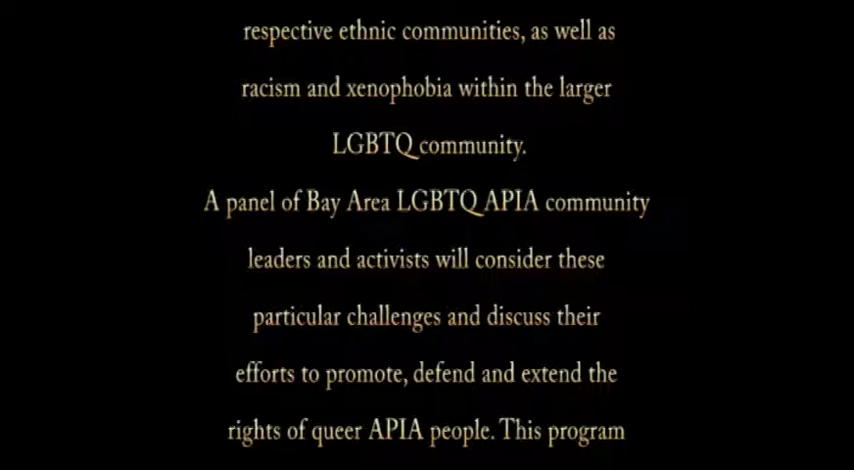 respective ethnic communities, as well as
racism and xenophobia within the larger
LGBTQ community.
A panel of Bay Area LGBTQ APIA community
leaders and activists will consider these
particular challenges and discuss their
efforts to promote, defend and extend the
rights of queer APIA people. This program